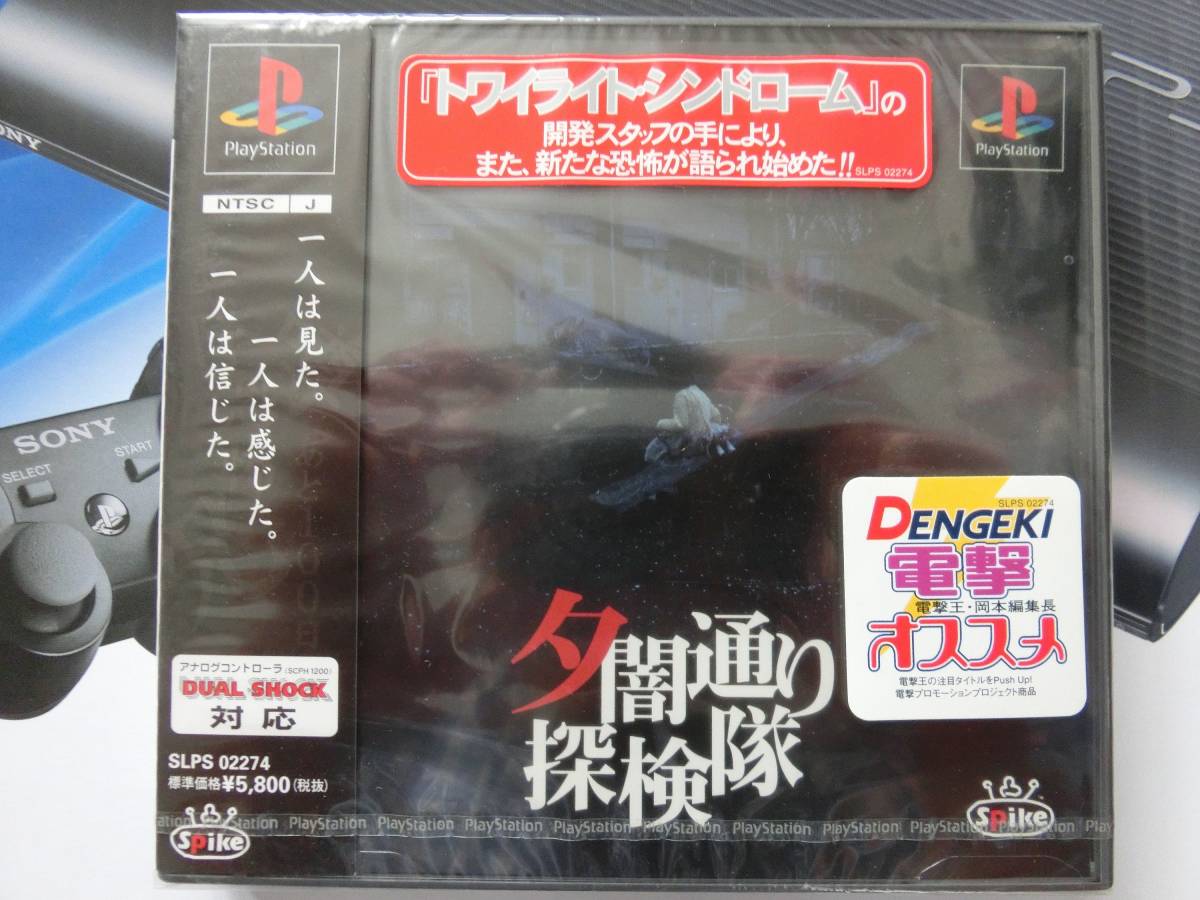 PlayStation
NTSC J
一人は見た。
一人は感じた。
一人は信じた。
アナログコントローラ(SCPH 1200)
DUAL SHOCK
対応
SLPS 02274
標準価格¥5,800(税抜)
Spike
『トワイライト・シンドローム』の
開発スタッフの手により、
また、新たな恐怖が語られ始めた!!
SLPS 02274
PlayStation
SLPS 02274
DENGEKI
電撃
電撃王・岡本編集長
オススメ
電撃王の注目タイトルをPush Up!
電撃プロモーションプロジェクト商品
夕闇通り
探検隊
Spike
PlayStation PlayStation PlayStation PlayStation PlayStation PlayStation PlayStation PlayStation PlayStation
SONY
SONY
SELECT
START